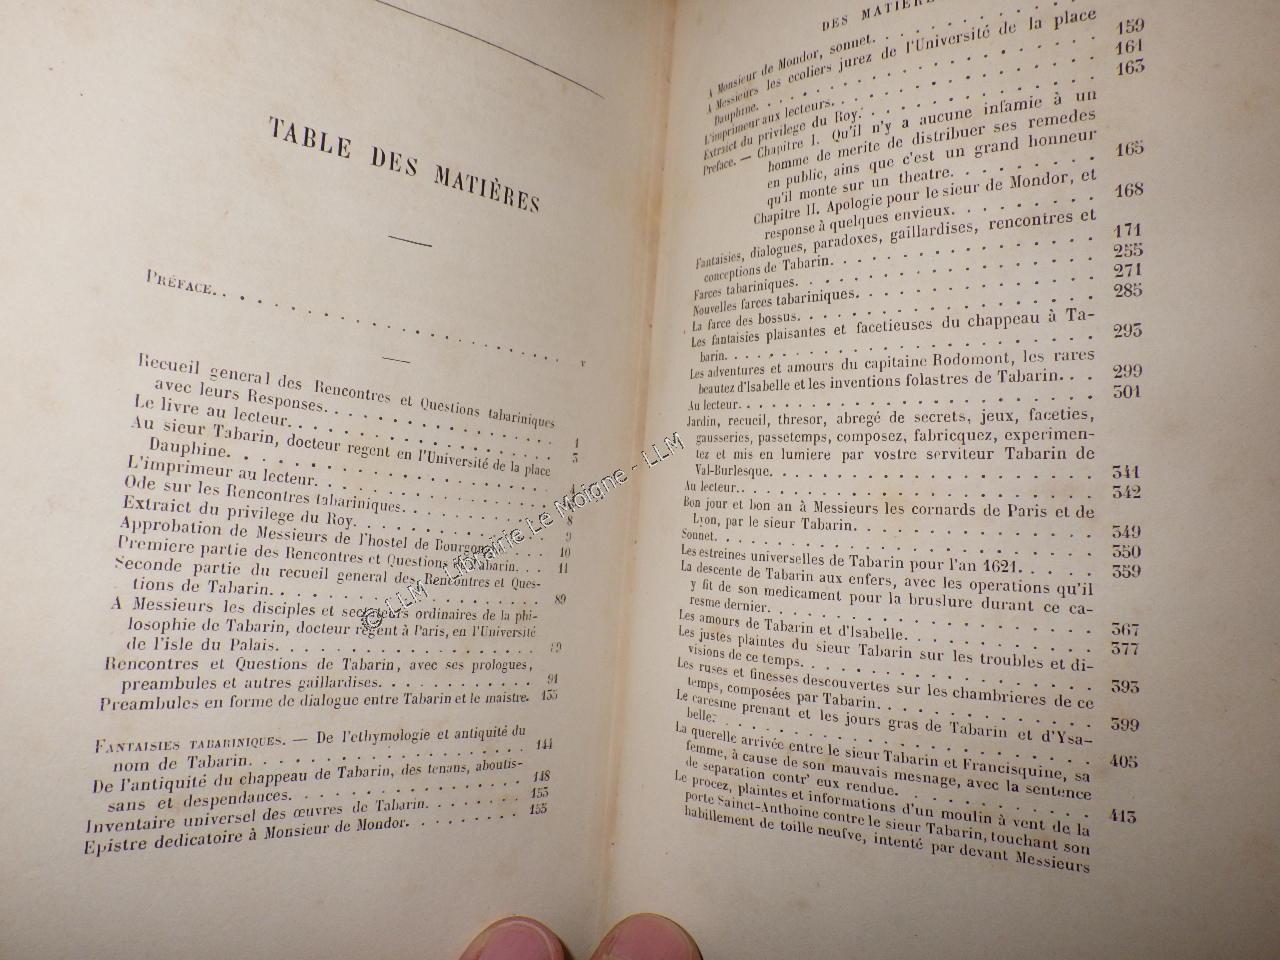 TABLE DES MATIÈRES
PRÉFACE. . . . . . . . . . . . . . . . . . . . . . v
Recueil general des Rencontres et Questions tabariniques
avec leurs Responses. . . . . . . . . . . . . . 1
Le livre au lecteur. . . . . . . . . . . . . . . 3
Au sieur Tabarin, docteur regent en l'Université de la place
Dauphine. . . . . . . . . . . . . . . . . . 4
L'imprimeur au lecteur. . . . . . . . . . . . .
Ode sur les Rencontres tabariniques. . . . . . . . 8
Extraict du privilege du Roy. . . . . . . . . . . 9
Approbation de Messieurs de l'hostel de Bourgongne. . . . 10
Premiere partie des Rencontres et Questions de Tabarin. . . 11
Seconde partie du recueil general des Rencontres et Ques-
tions de Tabarin. . . . . . . . . . . . . . . . 89
A Messieurs les disciples et sectateurs ordinaires de la phi-
losophie de Tabarin, docteur regent à Paris, en l'Université
de l'isle du Palais. . . . . . . . . . . . . . . 89
Rencontres et Questions de Tabarin, avec ses prologues,
preambules et autres gaillardises. . . . . . . . . . 91
Preambules en forme de dialogue entre Tabarin et le maistre. 135
FANTAISIES TABARINIQUES. — De l'ethymologie et antiquité du
nom de Tabarin. . . . . . . . . . . . . . . . 144
De l'antiquité du chappeau de Tabarin, des tenans, aboutis-
sans et despendances. . . . . . . . . . . . . . 148
Inventaire universel des œuvres de Tabarin. . . . . . . 153
Epistre dedicatoire à Monsieur de Mondor. . . . . . . . 155
DES MATIÈRE
A Monsieur de Mondor, sonnet. . . . . . . . . .
A Messieurs les ecoliers jurez de l'Université de la place
Dauphine. . . . . . . . . . . . . . . . . . 159
L'imprimeur aux lecteurs. . . . . . . . . . . . . 161
Extraict du privilege du Roy. . . . . . . . . . . 163
Preface. — Chapitre I. Qu'il n'y a aucune infamie à un
homme de merite de distribuer ses remedes
en public, ains que c'est un grand honneur
qu'il monte sur un theatre. . . . . . . . . 165
Chapitre II. Apologie pour le sieur de Mondor, et
response à quelques envieux. . . . . . . . . 168
Fantaisies, dialogues, paradoxes, gaillardises, rencontres et
conceptions de Tabarin. . . . . . . . . . . . . 171
Farces tabariniques. . . . . . . . . . . . . . . 255
Nouvelles farces tabariniques. . . . . . . . . . . 271
La farce des bossus. . . . . . . . . . . . . . . 285
Les fantaisies plaisantes et facetieuses du chappeau à Ta-
barin. . . . . . . . . . . . . . . . . . . . 293
Les adventures et amours du capitaine Rodomont, les rares
beautez d'Isabelle et les inventions folastres de Tabarin. . . 299
Au lecteur. . . . . . . . . . . . . . . . . . . 301
Jardin, recueil, thresor, abregé de secrets, jeux, faceties,
gausseries, passetemps, composez, fabricquez, experimen-
tez et mis en lumiere par vostre serviteur Tabarin de
Val-Burlesque. . . . . . . . . . . . . . . . . 341
Au lecteur. . . . . . . . . . . . . . . . . . . 342
Bon jour et bon an à Messieurs les cornards de Paris et de
Lyon, par le sieur Tabarin. . . . . . . . . . . . 349
Sonnet. . . . . . . . . . . . . . . . . . . . . 350
Les estreines universelles de Tabarin pour l'an 1621. . . . . 359
La descente de Tabarin aux enfers, avec les operations qu'il
y fit de son medicament pour la bruslure durant ce ca-
resme dernier. . . . . . . . . . . . . . . . . 367
Les amours de Tabarin et d'Isabelle. . . . . . . . . . 377
Les justes plaintes du sieur Tabarin sur les troubles et di-
visions de ce temps. . . . . . . . . . . . . . . 393
Les ruses et finesses descouvertes sur les chambrieres de ce
temps, composées par Tabarin. . . . . . . . . . . 399
Le caresme prenant et les jours gras de Tabarin et d'Ysa-
belle. . . . . . . . . . . . . . . . . . . . 405
La querelle arrivée entre le sieur Tabarin et Francisquine, sa
femme, à cause de son mauvais mesnage, avec la sentence
de separation contr' eux rendue. . . . . . . . . . . 413
Le procez, plaintes et informations d'un moulin à vent de la
porte Sainct-Anthoine contre le sieur Tabarin, touchant son
habillement de toille neufve, intenté par devant Messieurs
© LLM - Librairie Le Moigne - LLM